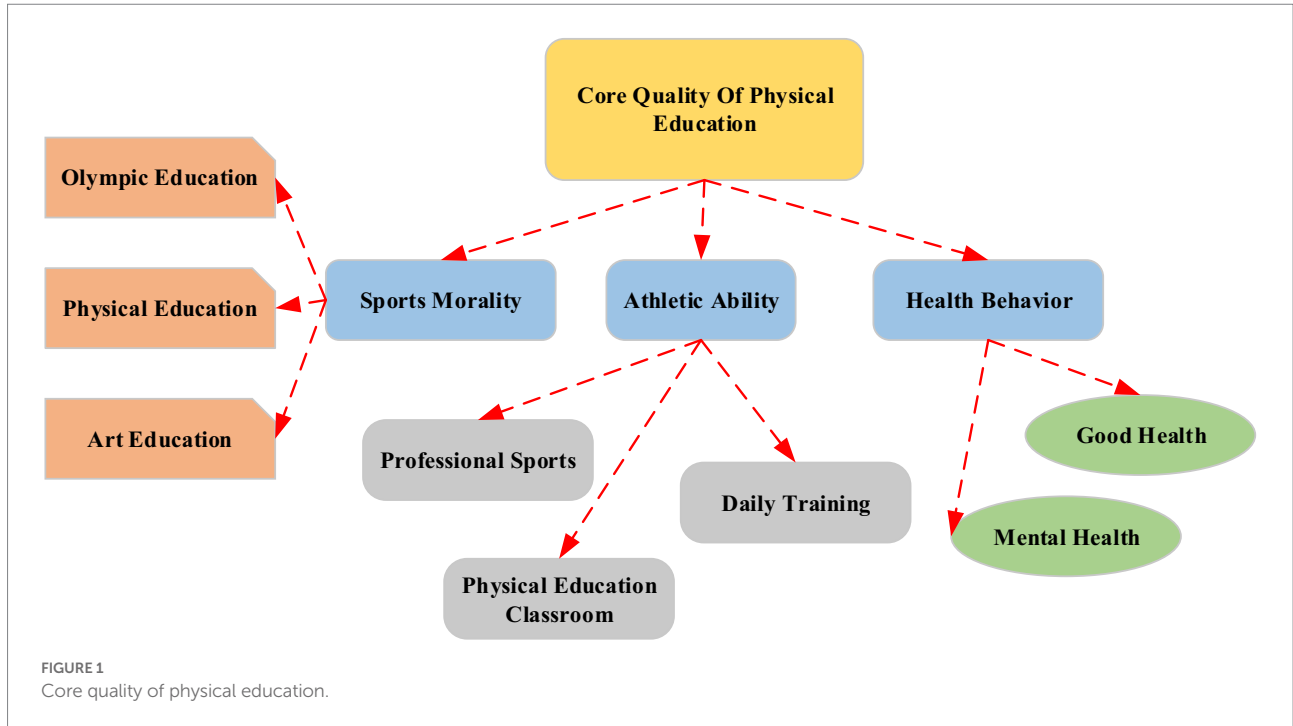 Core Quality Of Physical
Education
Olympic Education
Physical Education
Art Education
Sports Morality
Athletic Ability
Health Behavior
Professional Sports
Physical Education
Classroom
Daily Training
Good Health
Mental Health
FIGURE 1
Core quality of physical education.